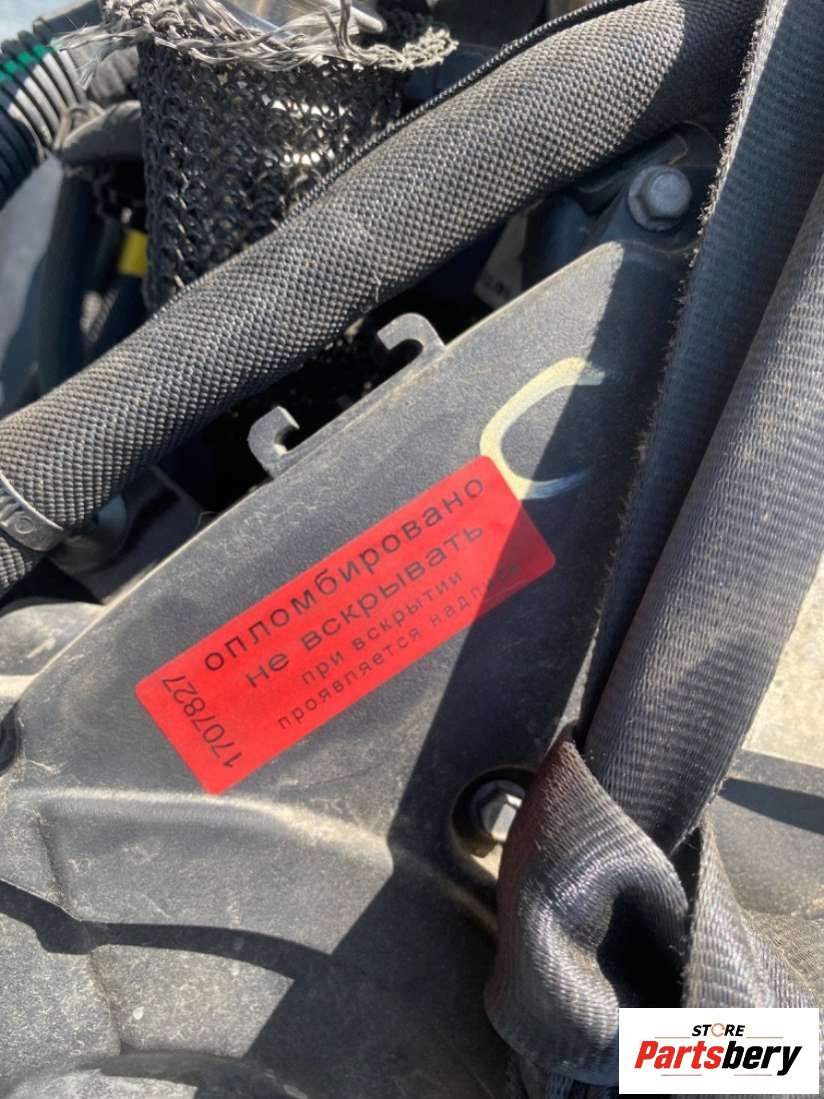 опломбировано
не вскрывать
при вскрытии
проявляется надпись
1707827
STORE
Partsbery